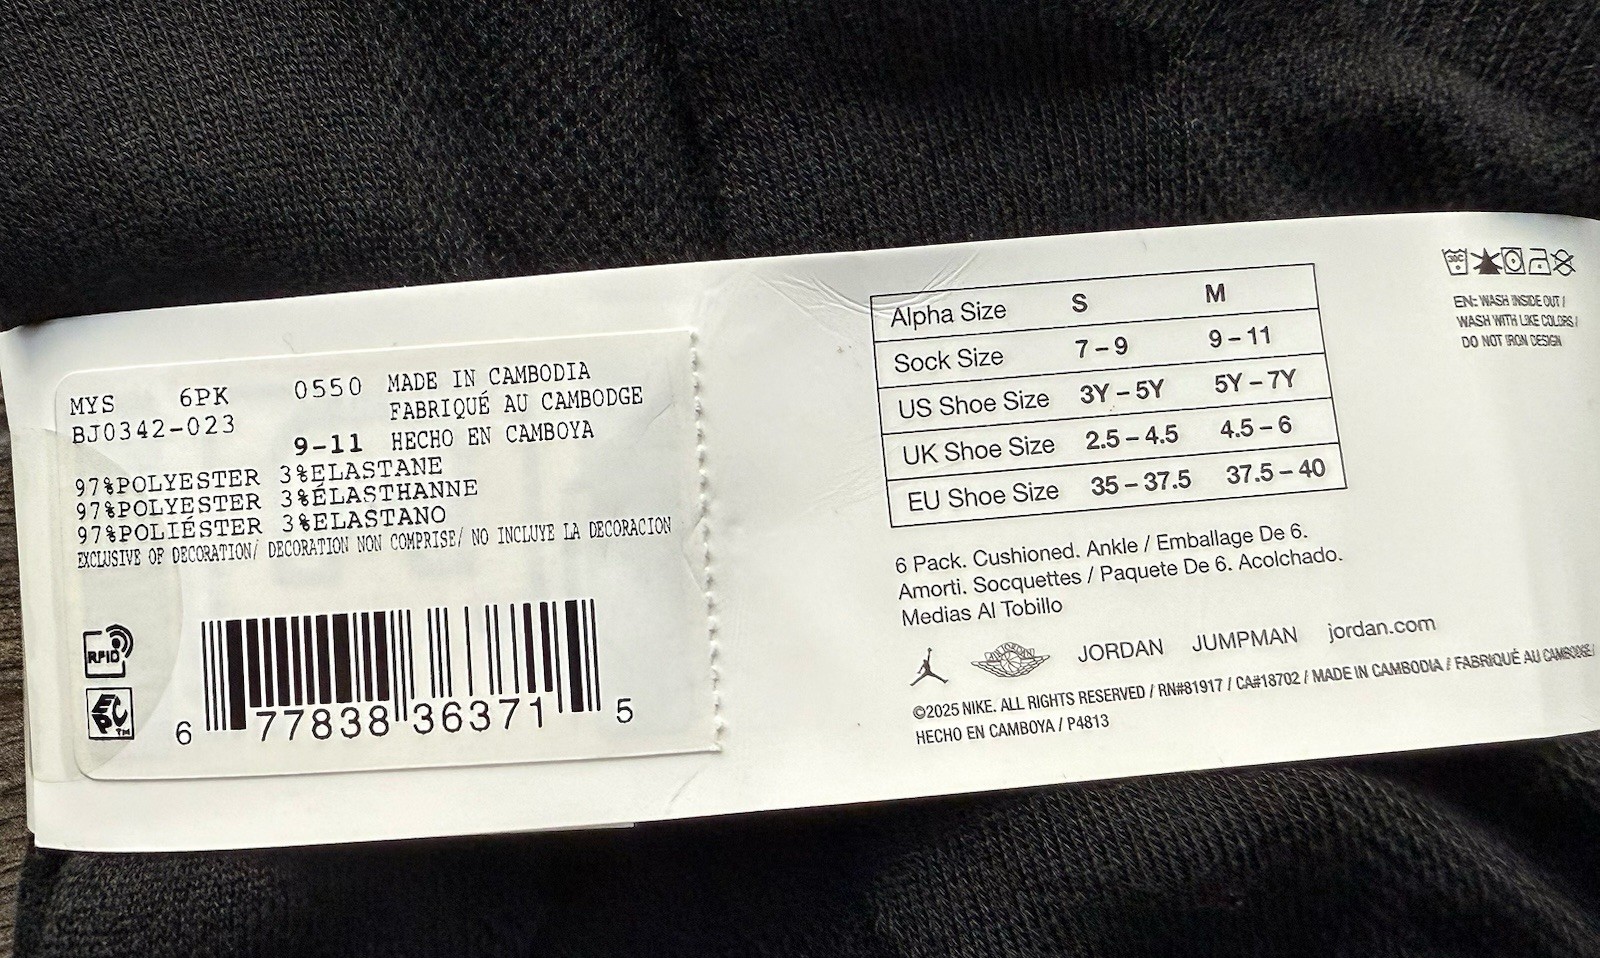 MYS 6PK 0550 MADE IN CAMBODIA
BJ0342-023 FABRIQUÉ AU CAMBODGE
9-11 HECHO EN CAMBOYA
97%POLYESTER 3%ELASTANE
97%POLYESTER 3%ÉLASTHANNE
97%POLIÉSTER 3%ELASTANO
EXCLUSIVE OF DECORATION/ DECORATION NON COMPRISE/ NO INCLUYE LA DECORACION
RFID
EPC TM
6 77838 36371 5
Alpha Size S M
Sock Size 7 – 9 9 – 11
US Shoe Size 3Y – 5Y 5Y – 7Y
UK Shoe Size 2.5 – 4.5 4.5 – 6
EU Shoe Size 35 – 37.5 37.5 – 40
6 Pack. Cushioned. Ankle / Emballage De 6.
Amorti. Socquettes / Paquete De 6. Acolchado.
Medias Al Tobillo
AIR JORDAN JORDAN JUMPMAN jordan.com
©2025 NIKE. ALL RIGHTS RESERVED / RN#81917 / CA#18702 / MADE IN CAMBODIA / FABRIQUÉ AU CAMBODGE /
HECHO EN CAMBOYA / P4813
30C
EN: WASH INSIDE OUT /
WASH WITH LIKE COLORS /
DO NOT IRON DESIGN